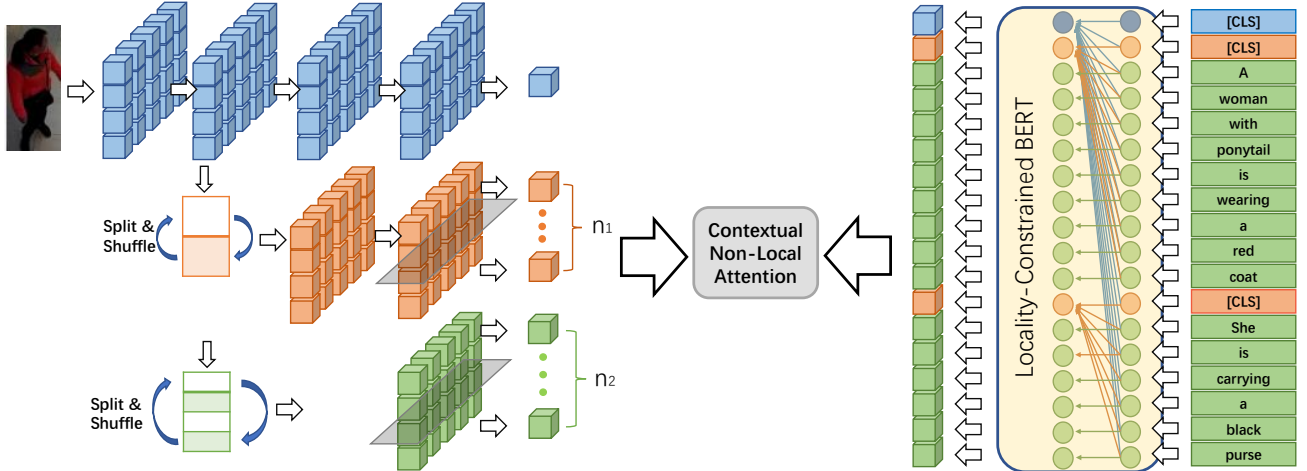 Split &
Shuffle
n1
Split &
Shuffle
n2
Contextual
Non-Local
Attention
Locality-Constrained BERT
[CLS]
[CLS]
A
woman
with
ponytail
is
wearing
a
red
coat
[CLS]
She
is
carrying
a
black
purse